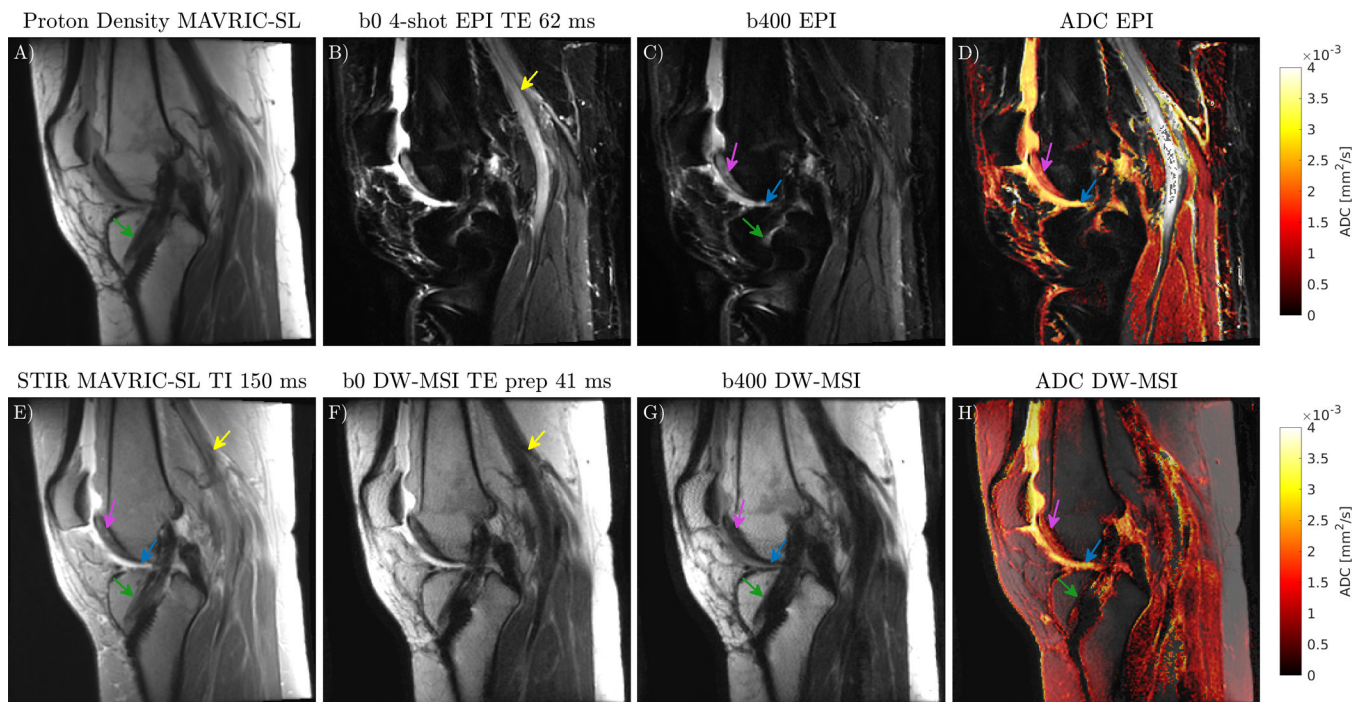 Proton Density MAVRIC-SL
b0 4-shot EPI TE 62 ms
b400 EPI
ADC EPI
A)
B)
C)
D)
×10⁻³
4
3.5
3
2.5
2
1.5
1
0.5
0
ADC [mm²/s]
STIR MAVRIC-SL TI 150 ms
b0 DW-MSI TE prep 41 ms
b400 DW-MSI
ADC DW-MSI
E)
F)
G)
H)
×10⁻³
4
3.5
3
2.5
2
1.5
1
0.5
0
ADC [mm²/s]